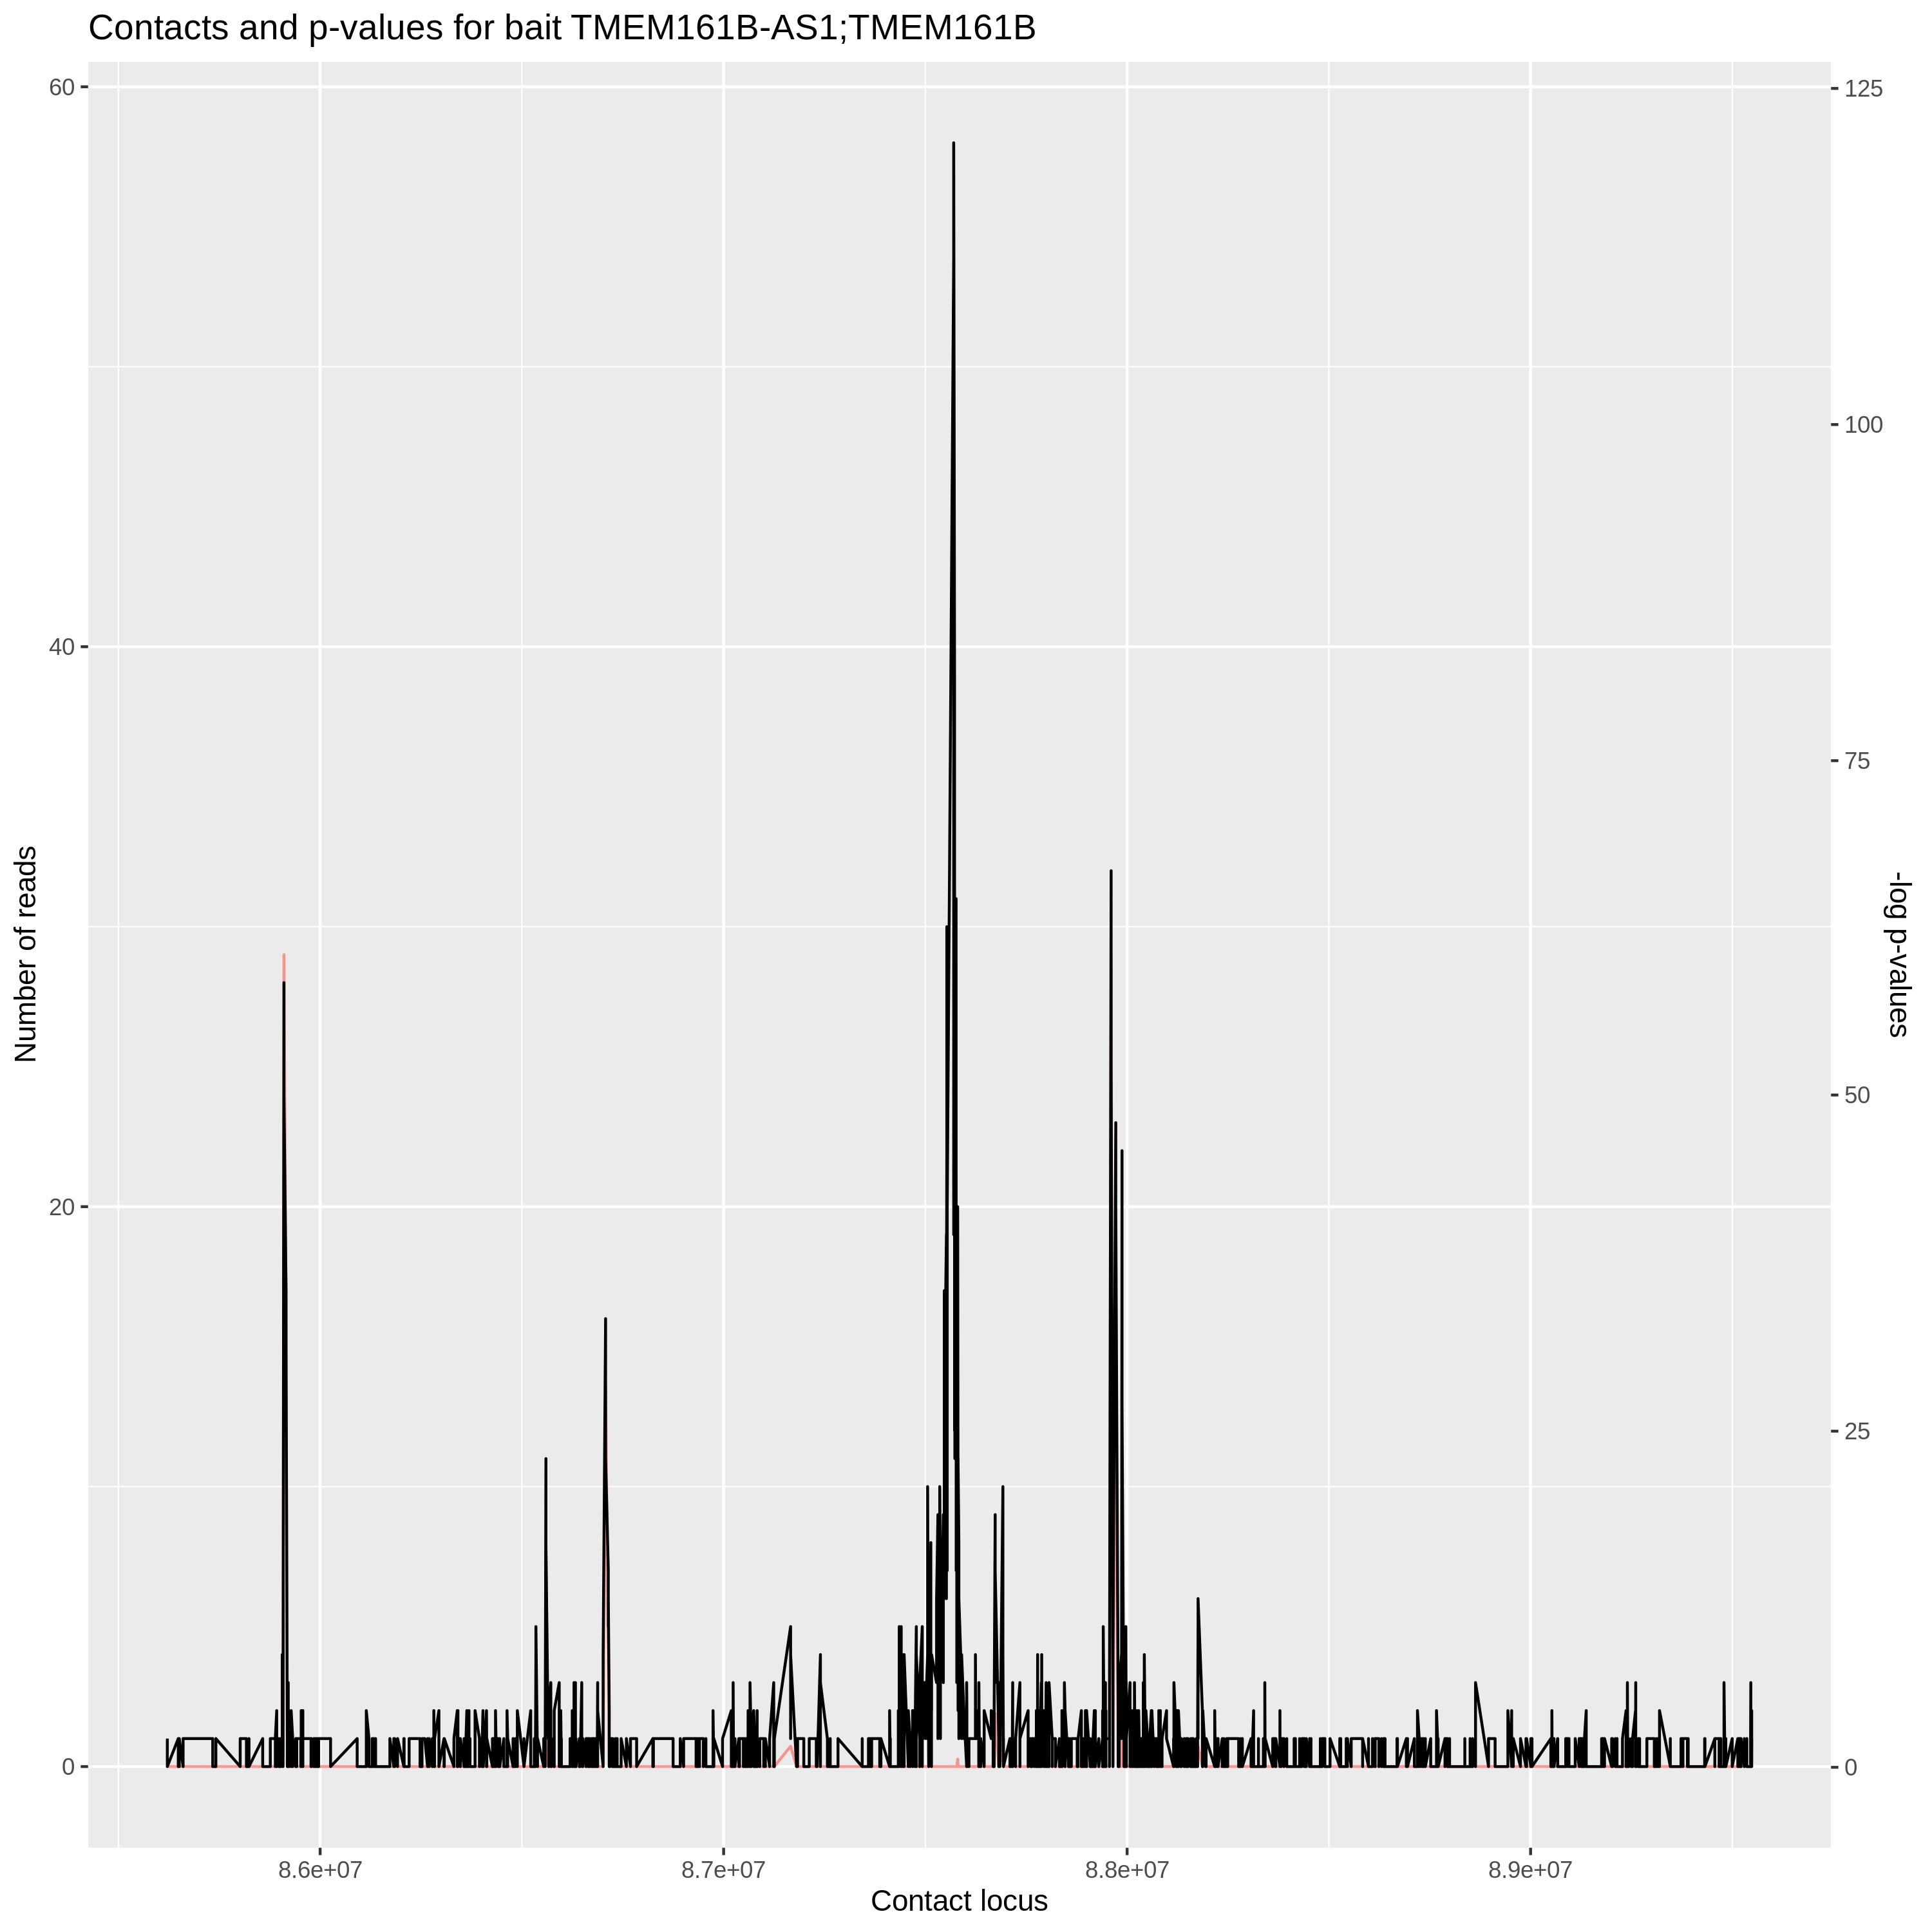 Contacts and p-values for bait TMEM161B-AS1;TMEM161B
60
40
20
0
125
100
75
50
25
0
Number of reads
-log p-values
8.6e+07
8.7e+07
8.8e+07
8.9e+07
Contact locus